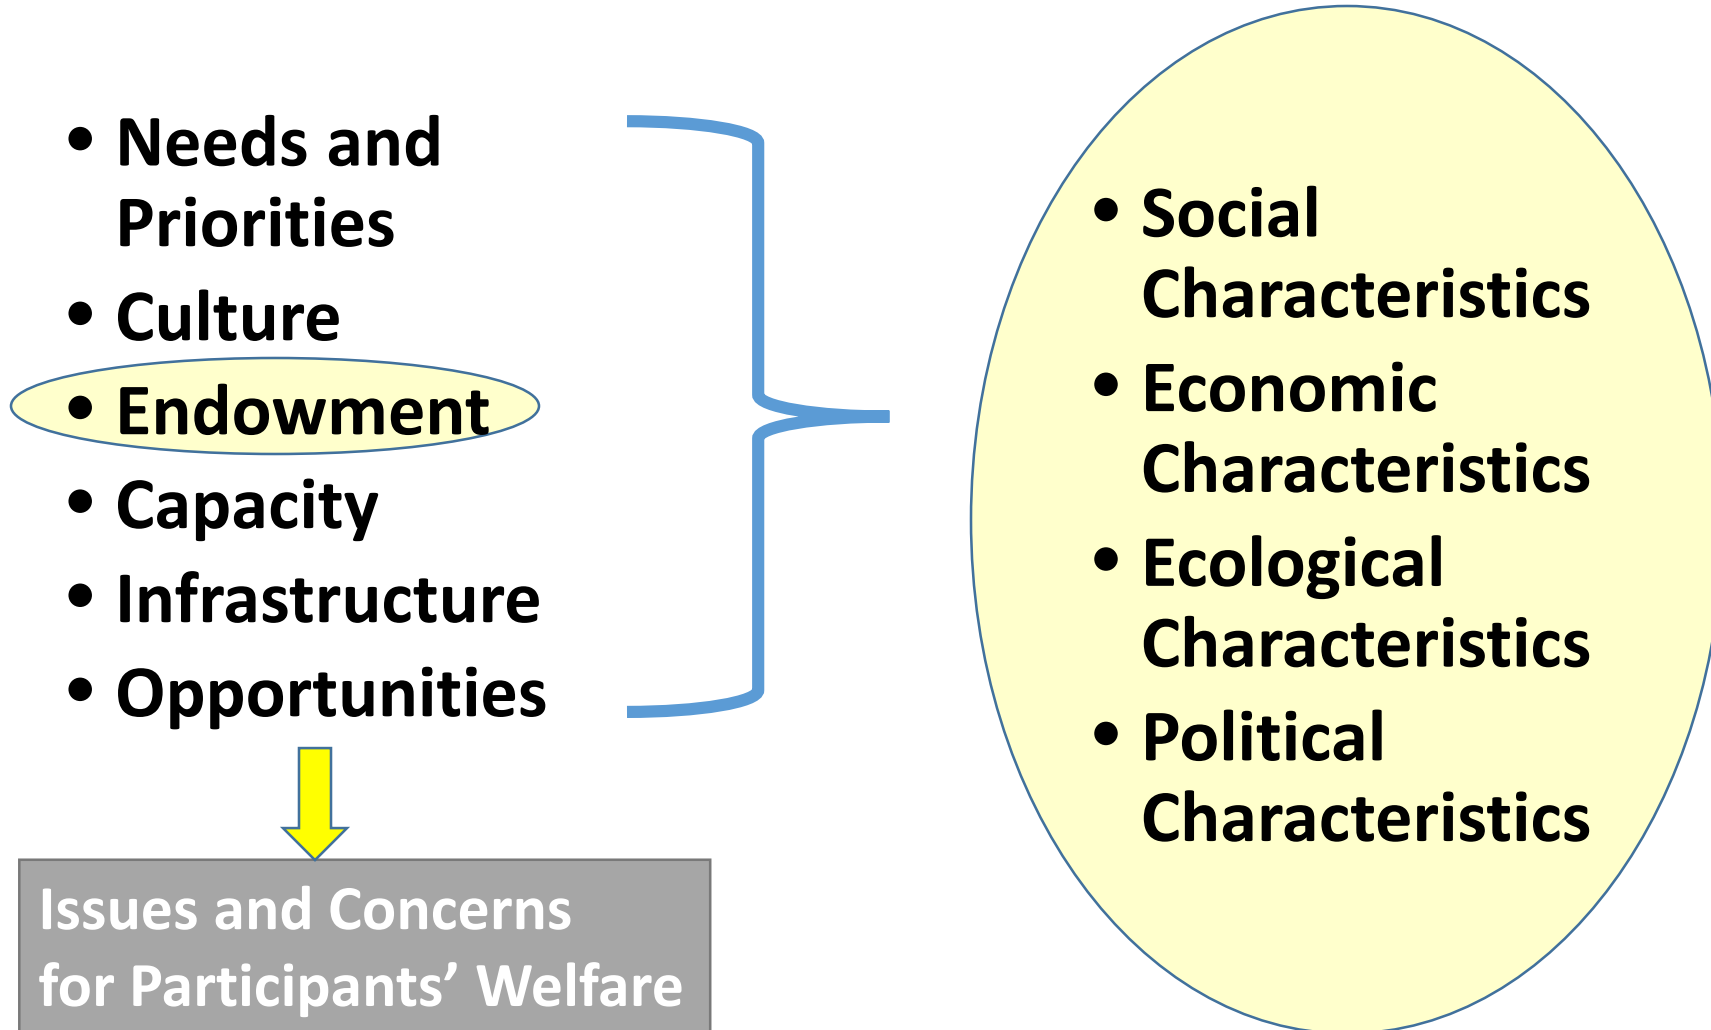 • Needs and
Priorities
• Culture
• Endowment
• Capacity
• Infrastructure
• Opportunities
Issues and Concerns
for Participants’ Welfare
• Social
Characteristics
• Economic
Characteristics
• Ecological
Characteristics
• Political
Characteristics